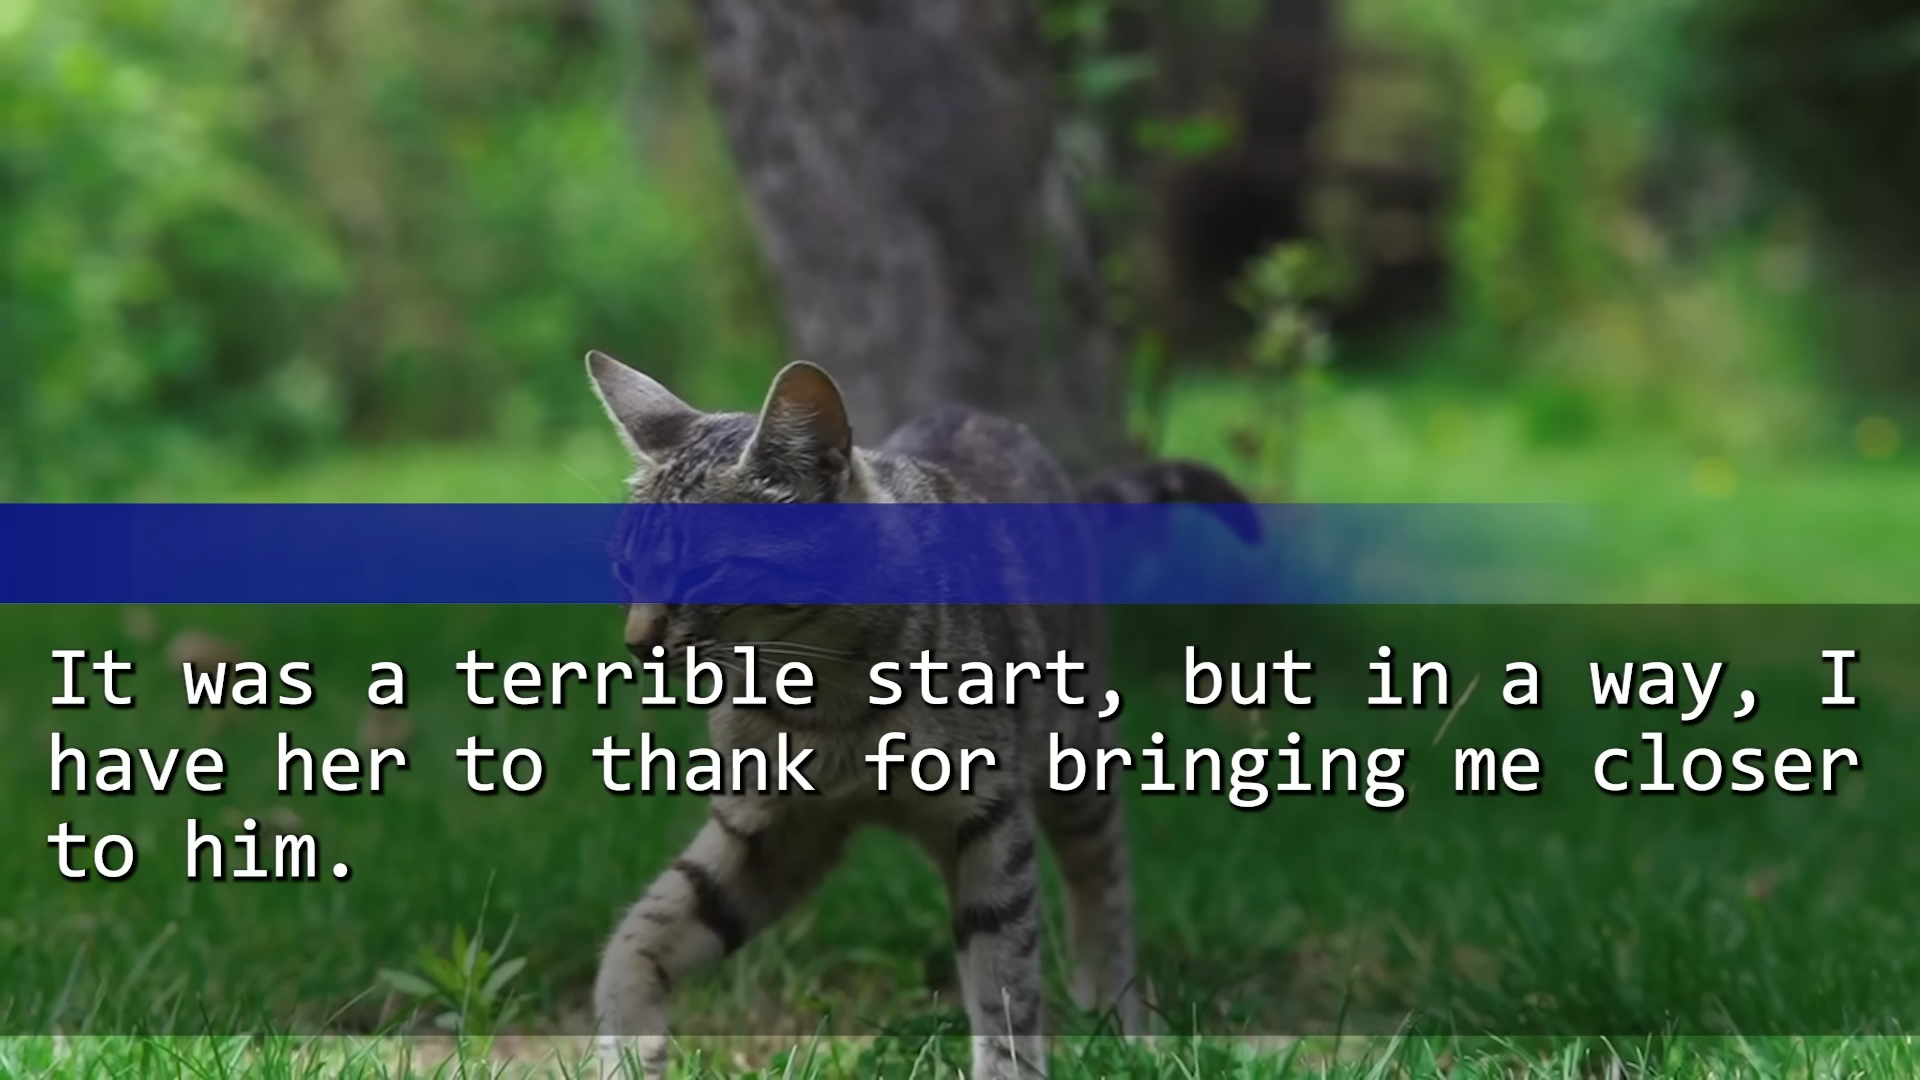 It was a terrible start, but in a way, I
have her to thank for bringing me closer
to him.